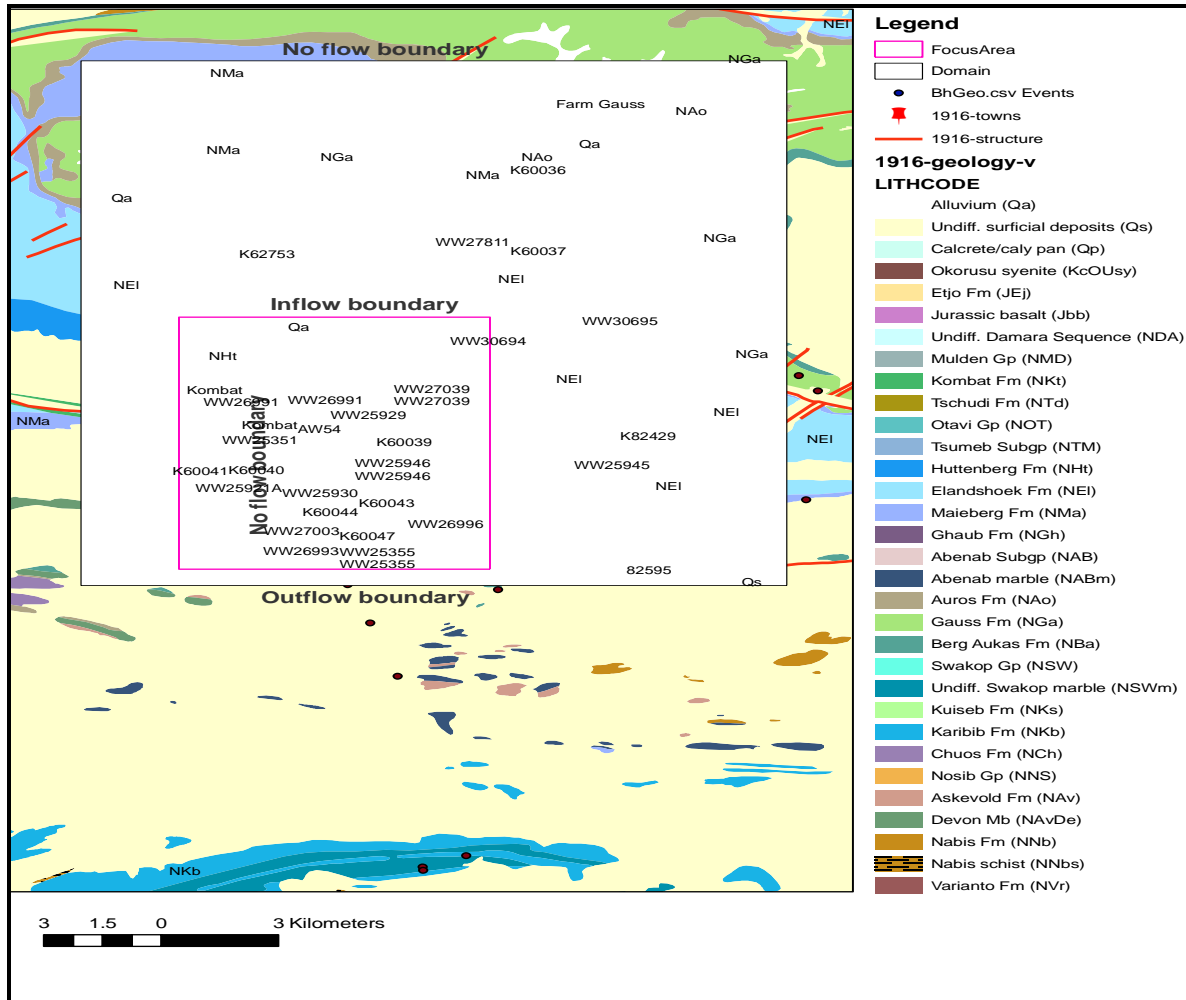 No flow boundary
NEl
NGa
NMa
Farm Gauss
NAo
Qa
NMa
NGa
NAo
K60036
NMa
Qa
NGa
WW27811
K60037
K62753
NEl
NEl
Inflow boundary
Qa
WW30695
WW30694
NHt
NGa
NEl
Kombat
WW27039
WW26991
WW26991
WW27039
WW25929
NEl
NMa
Kombat
AW54
WW25351
K60039
K82429
NEl
WW25946
WW25945
K60041
K60040
WW25946
No flow boundary
WW25921A
WW25930
NEl
K60043
K60044
WW26996
WW27003
K60047
WW26993
WW25355
WW25355
82595
Qs
Outflow boundary
NKb
3 1.5 0 3 Kilometers
Legend
FocusArea
Domain
BhGeo.csv Events
1916-towns
1916-structure
1916-geology-v
LITHCODE
Alluvium (Qa)
Undiff. surficial deposits (Qs)
Calcrete/caly pan (Qp)
Okorusu syenite (KcOUsy)
Etjo Fm (JEj)
Jurassic basalt (Jbb)
Undiff. Damara Sequence (NDA)
Mulden Gp (NMD)
Kombat Fm (NKt)
Tschudi Fm (NTd)
Otavi Gp (NOT)
Tsumeb Subgp (NTM)
Huttenberg Fm (NHt)
Elandshoek Fm (NEl)
Maieberg Fm (NMa)
Ghaub Fm (NGh)
Abenab Subgp (NAB)
Abenab marble (NABm)
Auros Fm (NAo)
Gauss Fm (NGa)
Berg Aukas Fm (NBa)
Swakop Gp (NSW)
Undiff. Swakop marble (NSWm)
Kuiseb Fm (NKs)
Karibib Fm (NKb)
Chuos Fm (NCh)
Nosib Gp (NNS)
Askevold Fm (NAv)
Devon Mb (NAvDe)
Nabis Fm (NNb)
Nabis schist (NNbs)
Varianto Fm (NVr)